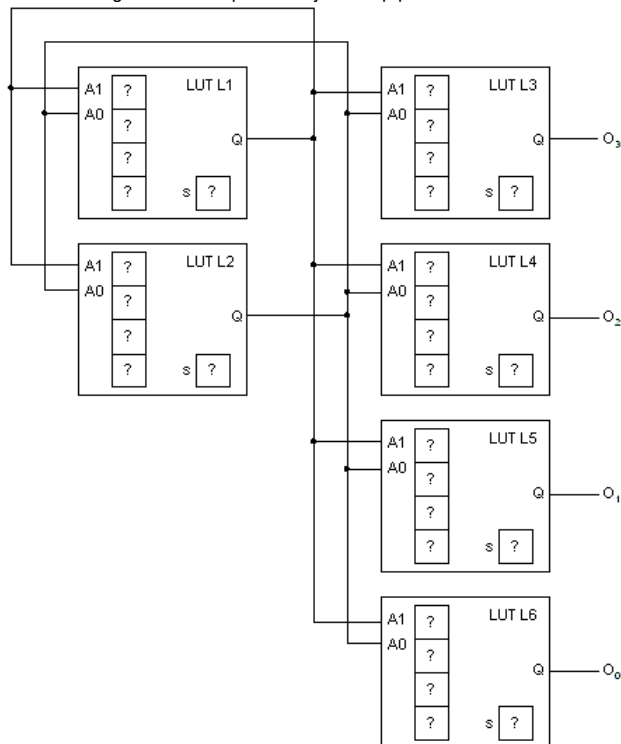 A1 ? LUT L1
A0 ?
Q
?
? s ?
A1 ? LUT L2
A0 ?
Q
?
? s ?
A1 ? LUT L3
A0 ?
Q O₃
?
? s ?
A1 ? LUT L4
A0 ?
Q O₂
?
? s ?
A1 ? LUT L5
A0 ?
Q O₁
?
? s ?
A1 ? LUT L6
A0 ?
Q O₀
?
? s ?